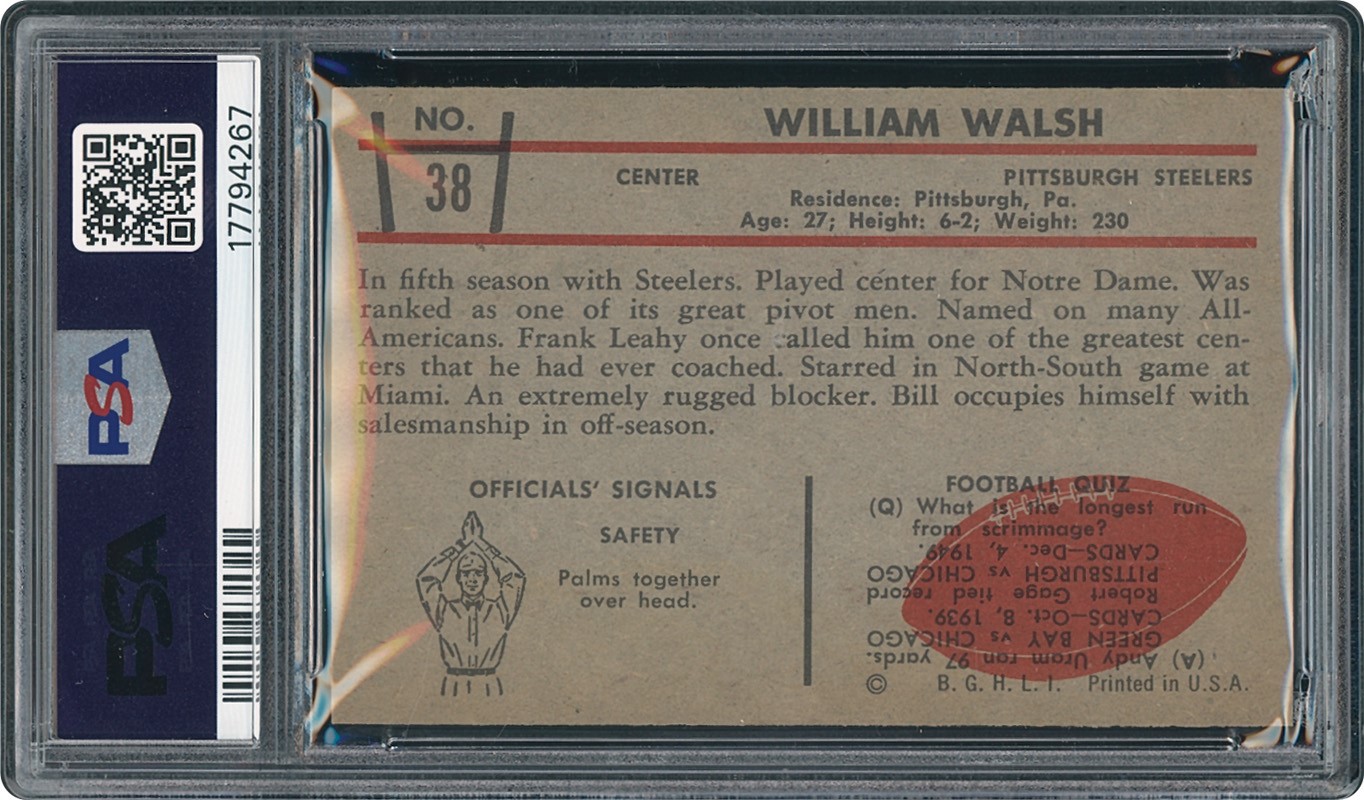 17794267
PSA
PSA
NO.
38
WILLIAM WALSH
CENTER
PITTSBURGH STEELERS
Residence: Pittsburgh, Pa.
Age: 27; Height: 6-2; Weight: 230
In fifth season with Steelers. Played center for Notre Dame. Was
ranked as one of its great pivot men. Named on many All-
Americans. Frank Leahy once called him one of the greatest cen-
ters that he had ever coached. Starred in North-South game at
Miami. An extremely rugged blocker. Bill occupies himself with
salesmanship in off-season.
OFFICIALS' SIGNALS
SAFETY
Palms together
over head.
FOOTBALL QUIZ
(Q) What is the longest run
from scrimmage?
(A) Andy Uram ran 97 yards.
GREEN BAY vs CHICAGO
CARDS—Oct. 8, 1939.
Robert Gage tied record
PITTSBURGH vs CHICAGO
CARDS—Dec. 4, 1949.
© B. G. H. L. I. Printed in U.S.A.